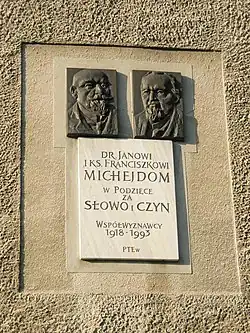 DR JANOWI
I KS. FRANCISZKOWI
MICHEJDOM
W PODZIĘCE
ZA
SŁOWO I CZYN
WSPÓŁWYZNAWCY
1918-1993
PTEw